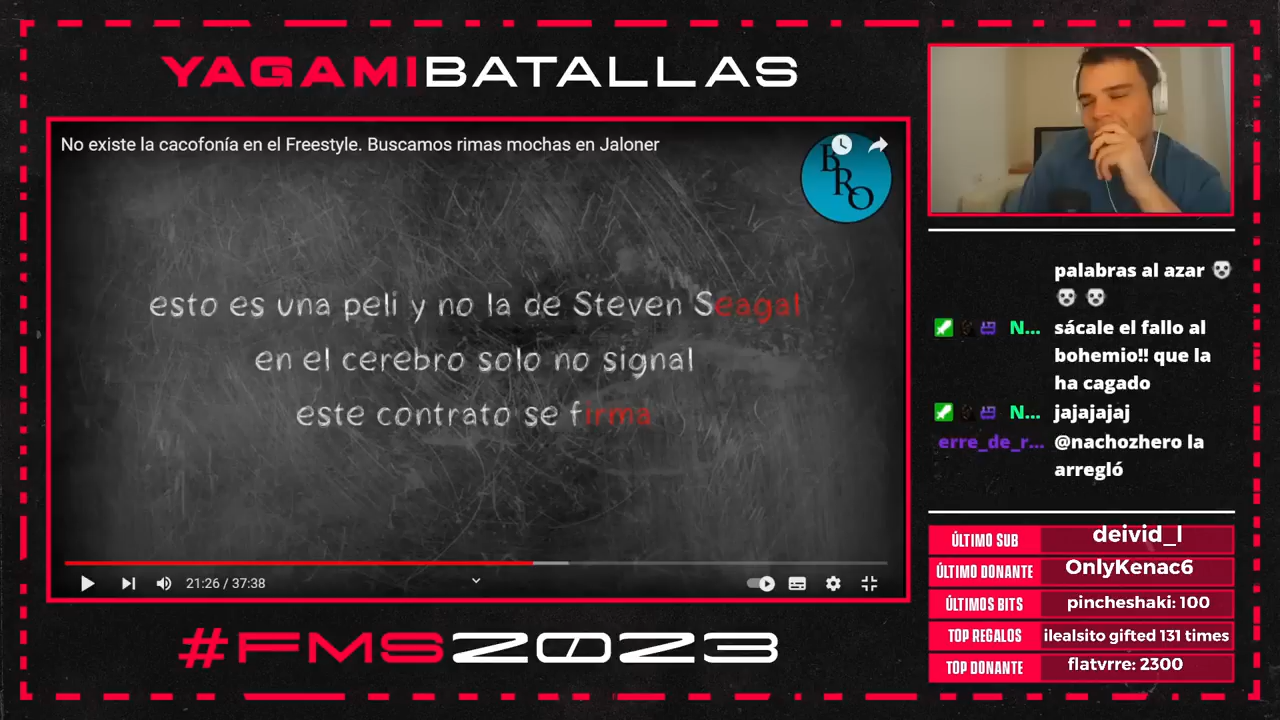 YAGAMIBATALLAS
No existe la cacofonía en el Freestyle. Buscamos rimas mochas en Jaloner
BRO
esto es una peli y no la de Steven Seagal
en el cerebro solo no signal
este contrato se firma
21:26 / 37:38
#FMS2023
palabras al azar
N... sácale el fallo al
bohemio!! que la
ha cagado
N... jajajajaj
erre_de_r... @nachozhero la
arregló
ÚLTIMO SUB deivid_l
ÚLTIMO DONANTE OnlyKenac6
ÚLTIMOS BITS pincheshaki: 100
TOP REGALOS ilealsito gifted 131 times
TOP DONANTE flatvrre: 2300